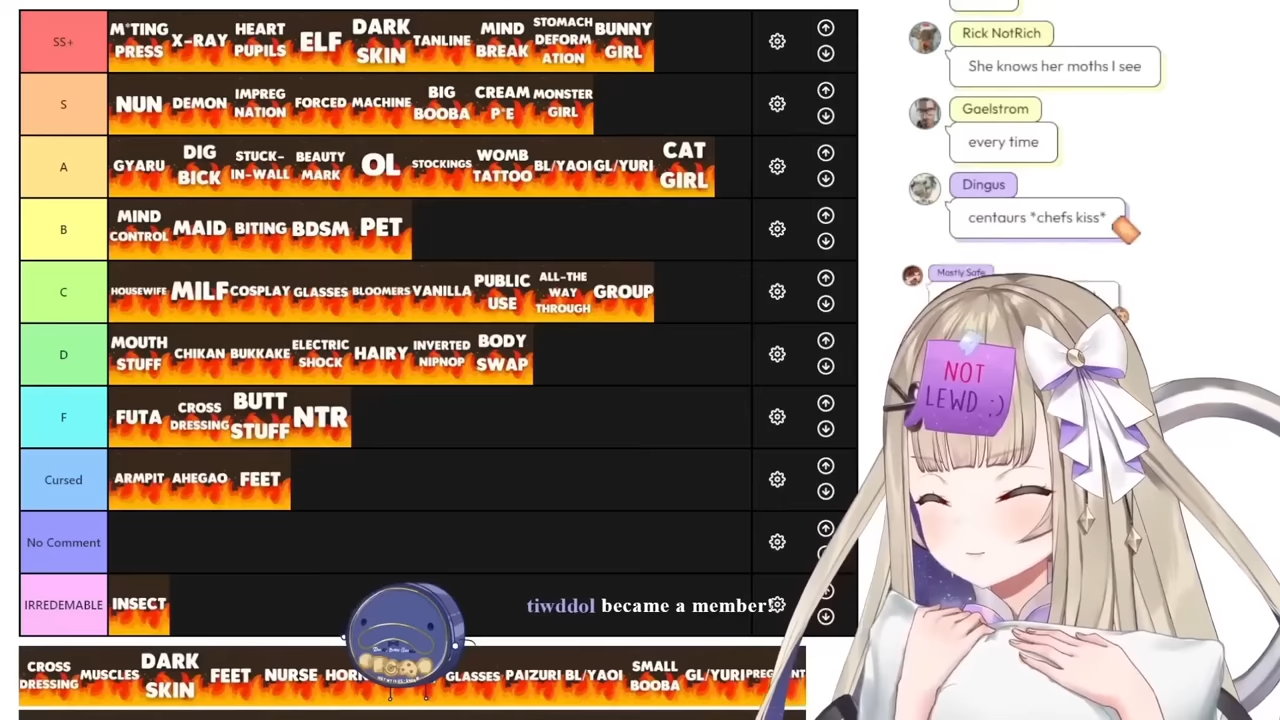 SS+
M*TING PRESS
X-RAY
HEART PUPILS
ELF
DARK SKIN
TANLINE
MIND BREAK
STOMACH DEFORM ATION
BUNNY GIRL
S
NUN
DEMON
IMPREG NATION
FORCED
MACHINE
BIG BOOBA
CREAM P*E
MONSTER GIRL
A
GYARU
DIG BICK
STUCK-IN-WALL
BEAUTY MARK
OL
STOCKINGS
WOMB TATTOO
BL/YAOI
GL/YURI
CAT GIRL
B
MIND CONTROL
MAID
BITING
BDSM
PET
C
HOUSEWIFE
MILF
COSPLAY
GLASSES
BLOOMERS
VANILLA
PUBLIC USE
ALL-THE WAY THROUGH
GROUP
D
MOUTH STUFF
CHIKAN
BUKKAKE
ELECTRIC SHOCK
HAIRY
INVERTED NIPNOP
BODY SWAP
F
FUTA
CROSS DRESSING
BUTT STUFF
NTR
Cursed
ARMPIT
AHEGAO
FEET
No Comment
IRREDEMABLE
INSECT
tiwddol became a member!
CROSS DRESSING
MUSCLES
DARK SKIN
FEET
NURSE
GLASSES
PAIZURI
BL/YAOI
SMALL BOOBA
GL/YURI
Rick NotRich
She knows her moths I see
Gaelstrom
every time
Dingus
centaurs *chefs kiss*
Mostly Safe
NOT
LEWD :)